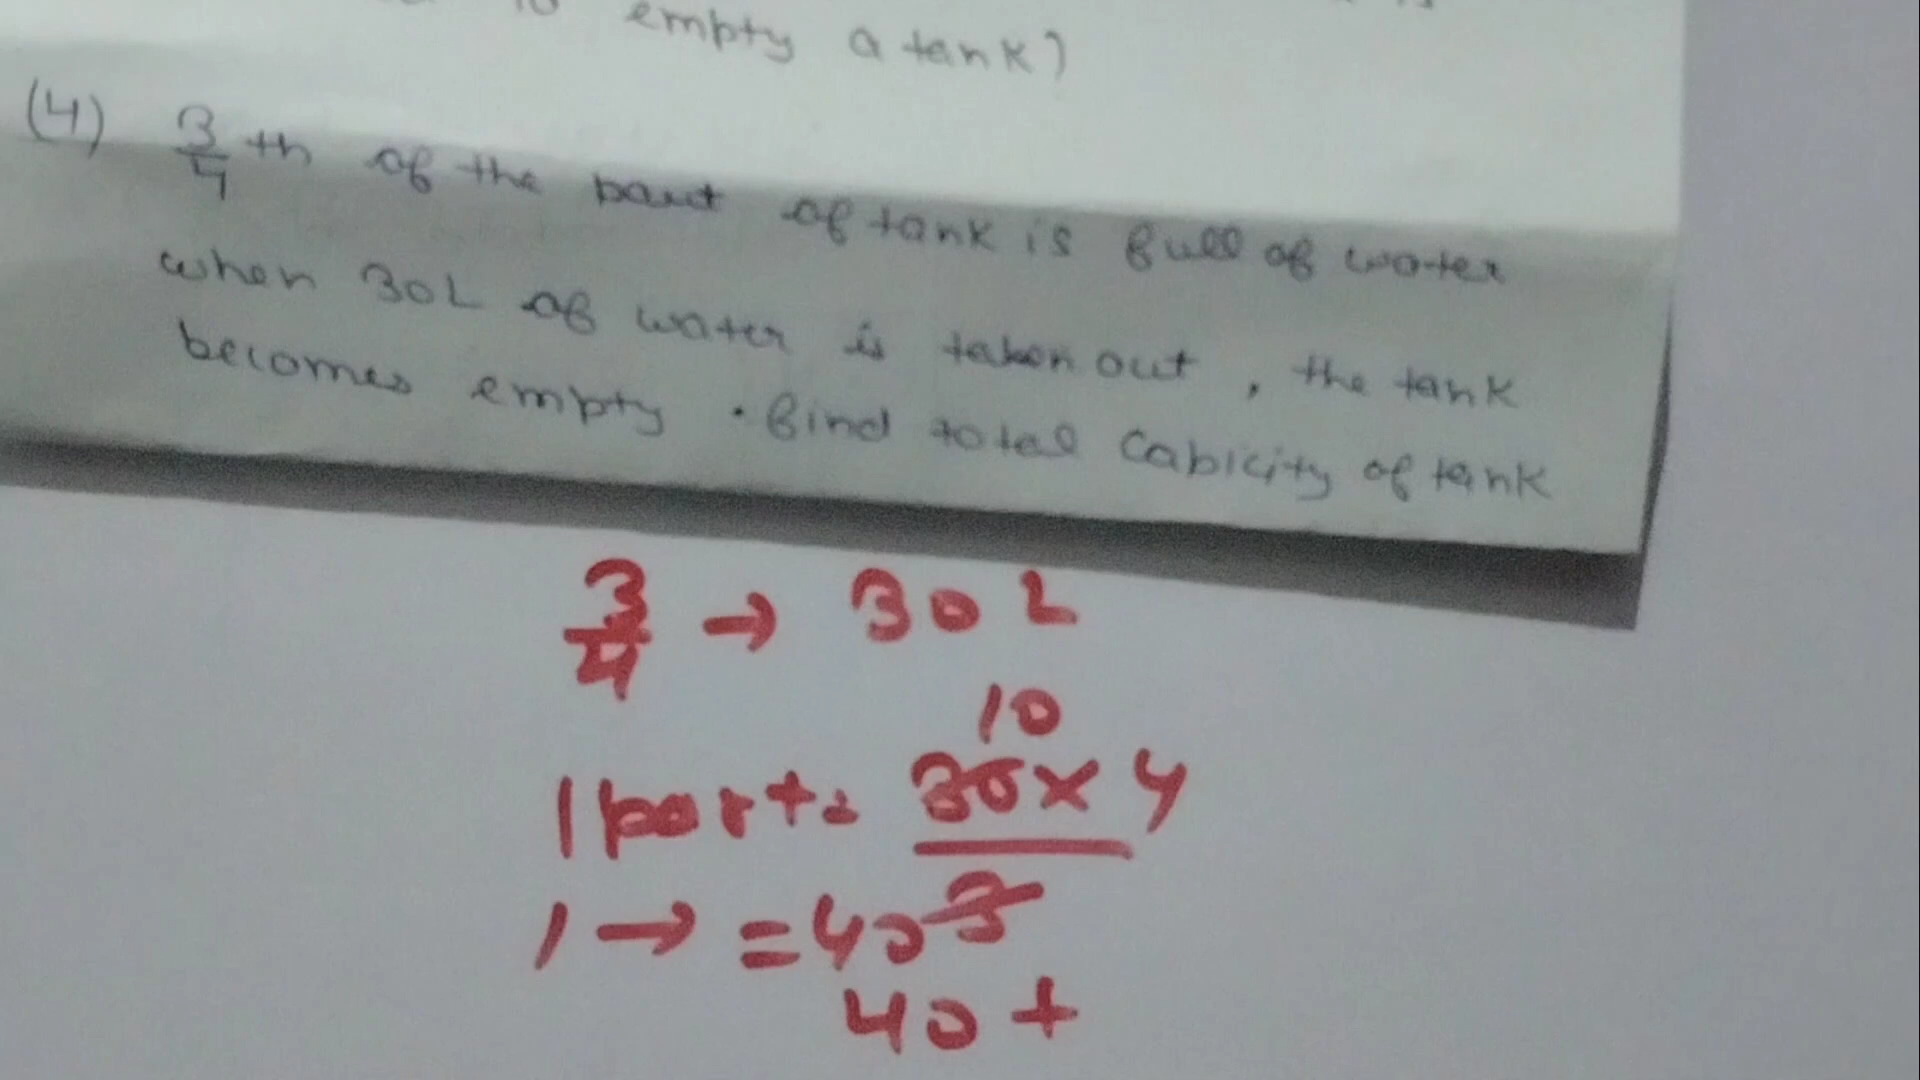 empty a tank)
(4) 3/4 th of the part of tank is full of water
when 30L of water is taken out, the tank
becomes empty. find total Cabicity of tank
3/4 → 30 L
10
1 part = 30 x 4
3
1 → = 40
40 +